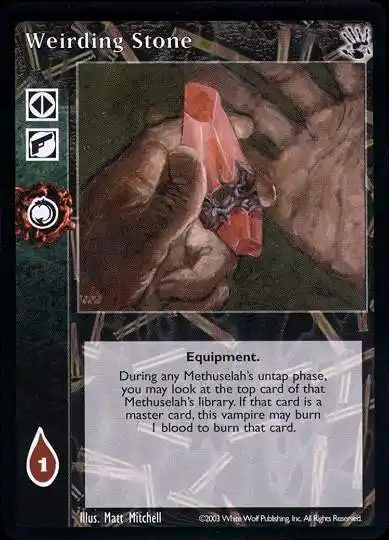 Weirding Stone
Equipment.
During any Methuselah's untap phase,
you may look at the top card of that
Methuselah's library. If that card is a
master card, this vampire may burn
1 blood to burn that card.
1
Illus. Matt Mitchell
©2003 White Wolf Publishing, Inc. All Rights Reserved.